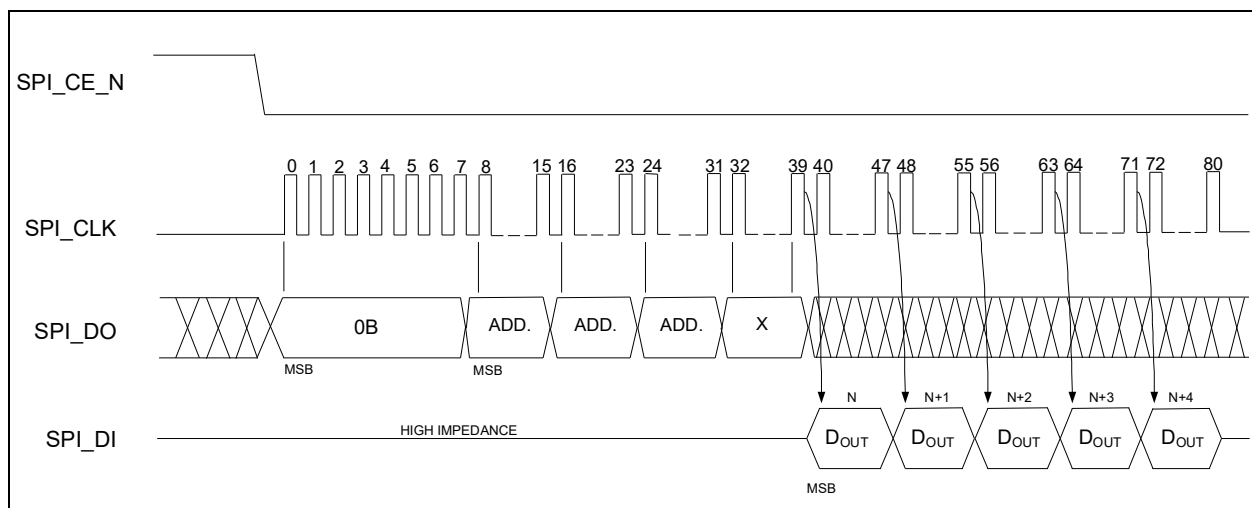 SPI_CE_N
0 1 2 3 4 5 6 7 8 15 16 23 24 31 32 39 40 47 48 55 56 63 64 71 72 80
SPI_CLK
SPI_DO
0B ADD. ADD. ADD. X
MSB MSB
N N+1 N+2 N+3 N+4
SPI_DI
HIGH IMPEDANCE
DOUT DOUT DOUT DOUT DOUT
MSB